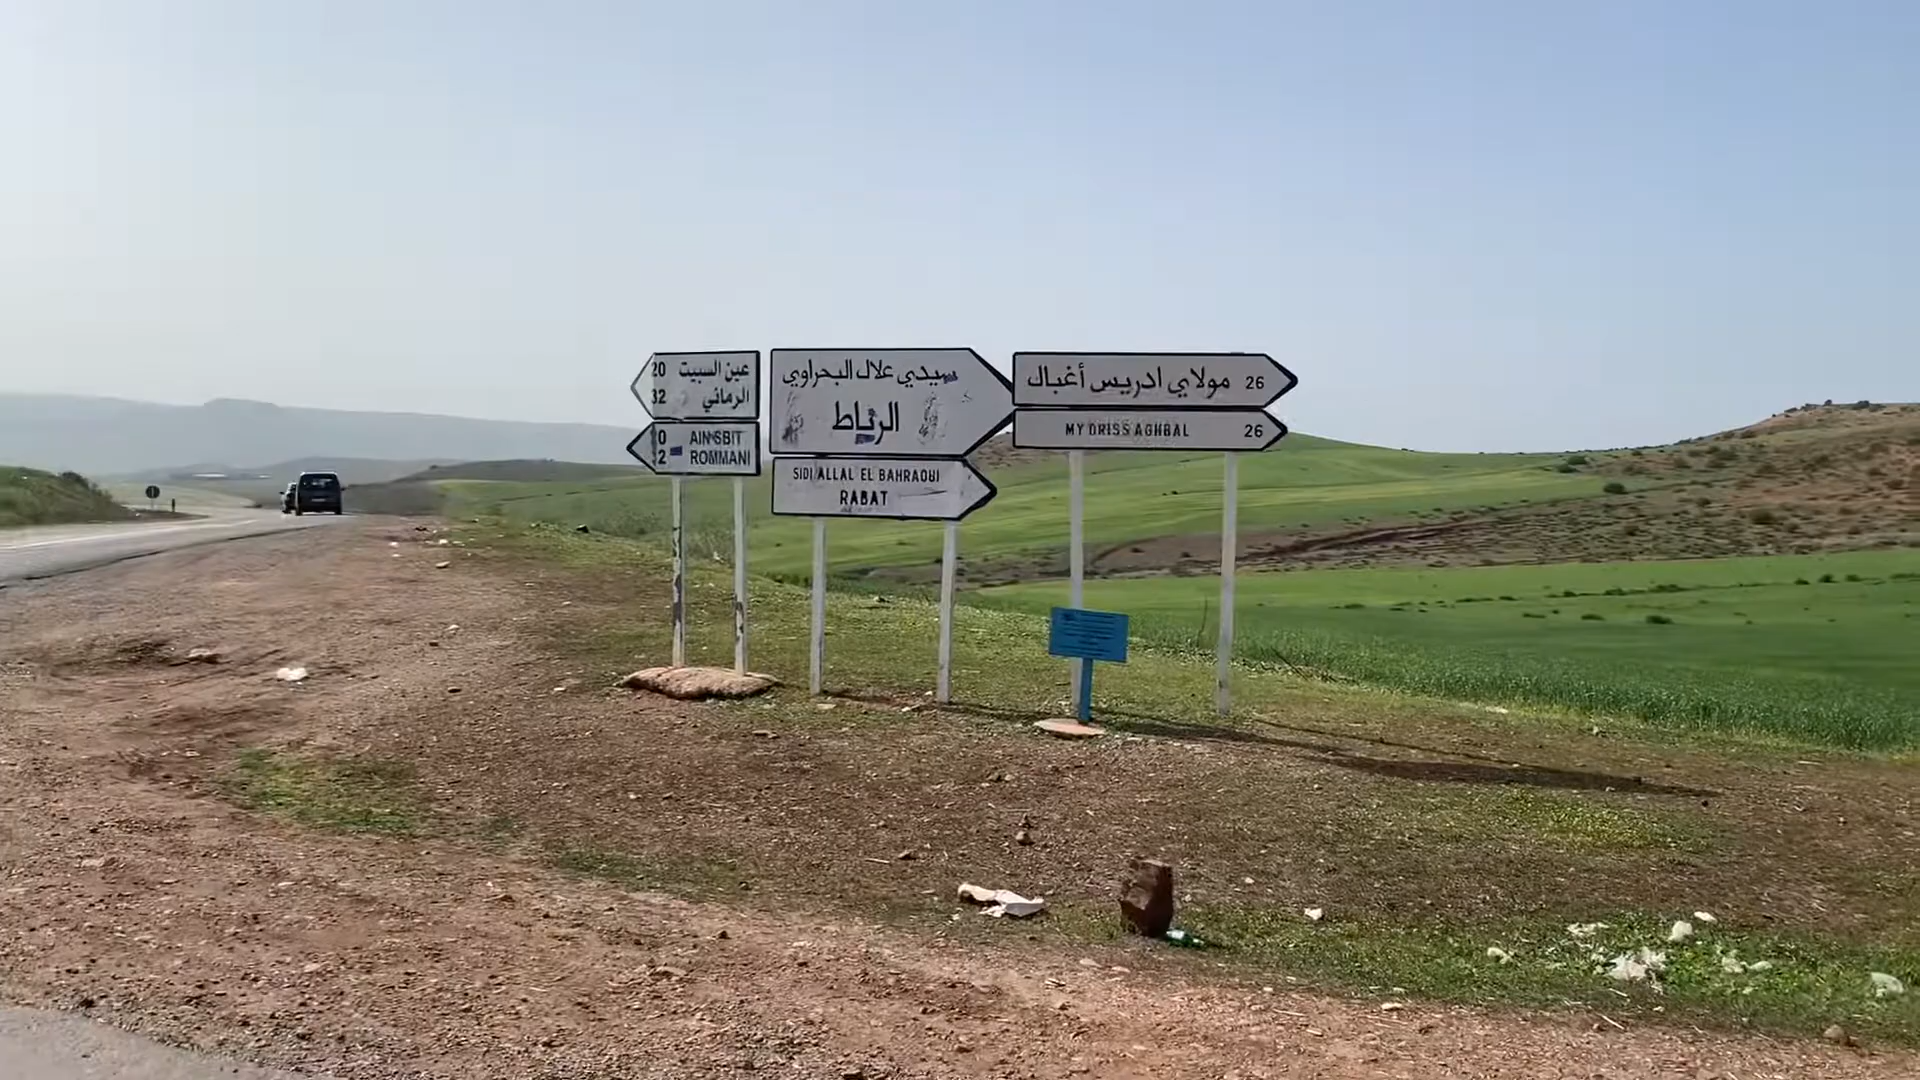 20 عين السبيت
32 الرماني
0 AIN SBIT
2 ROMMANI
سيدي علال البحراوي
الرباط
SIDI ALLAL EL BAHRAOUI
RABAT
مولاي ادريس أغبال 26
MY DRISS AGHBAL 26